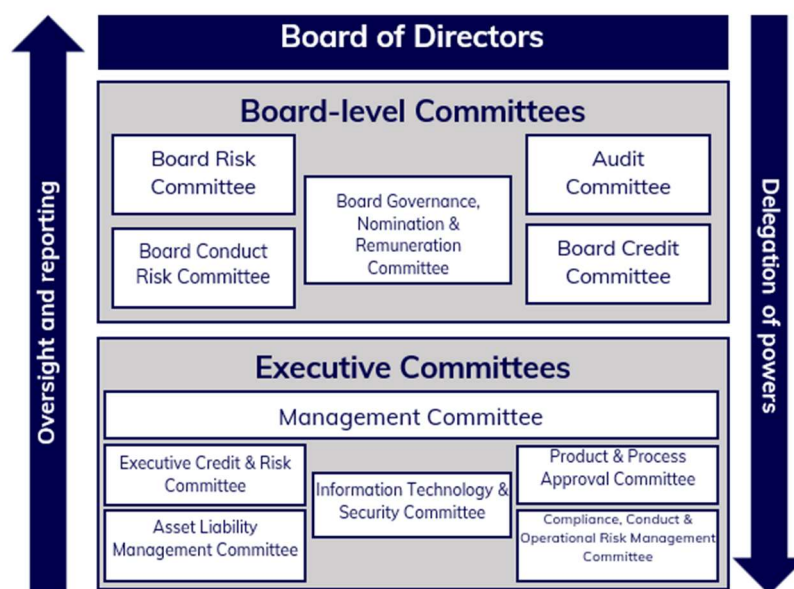 Board of Directors
Oversight and reporting
Delegation of powers
Board-level Committees
Board Risk
Committee
Board Conduct
Risk Committee
Board Governance,
Nomination &
Remuneration
Committee
Audit
Committee
Board Credit
Committee
Executive Committees
Management Committee
Executive Credit & Risk
Committee
Asset Liability
Management Committee
Information Technology &
Security Committee
Product & Process
Approval Committee
Compliance, Conduct &
Operational Risk Management
Committee